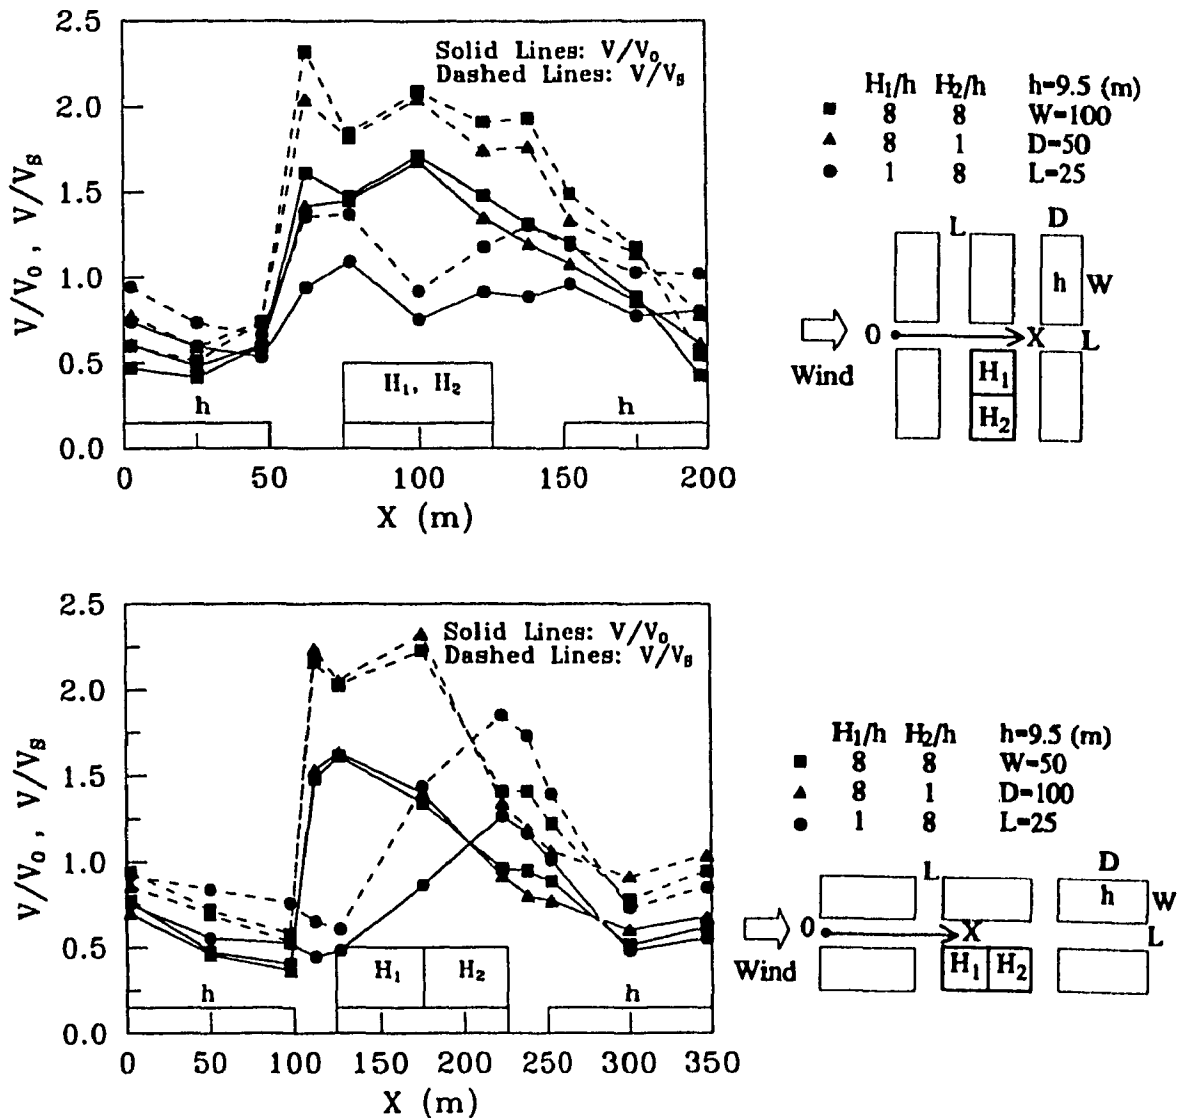 2.5
2.0
1.5
1.0
0.5
0.0
V/V₀ , V/Vₛ
Solid Lines: V/V₀
Dashed Lines: V/Vₛ
H₁, H₂
h
h
0
50
100
150
200
X (m)
H₁/h H₂/h h=9.5 (m)
■ 8 8 W=100
▲ 8 1 D=50
● 1 8 L=25
L
D
h
W
0
X
L
Wind
H₁
H₂
2.5
2.0
1.5
1.0
0.5
0.0
V/V₀ , V/Vₛ
Solid Lines: V/V₀
Dashed Lines: V/Vₛ
H₁
H₂
h
h
0
50
100
150
200
250
300
350
X (m)
H₁/h H₂/h h=9.5 (m)
■ 8 8 W=50
▲ 8 1 D=100
● 1 8 L=25
L
D
h
W
0
X
L
Wind
H₁
H₂